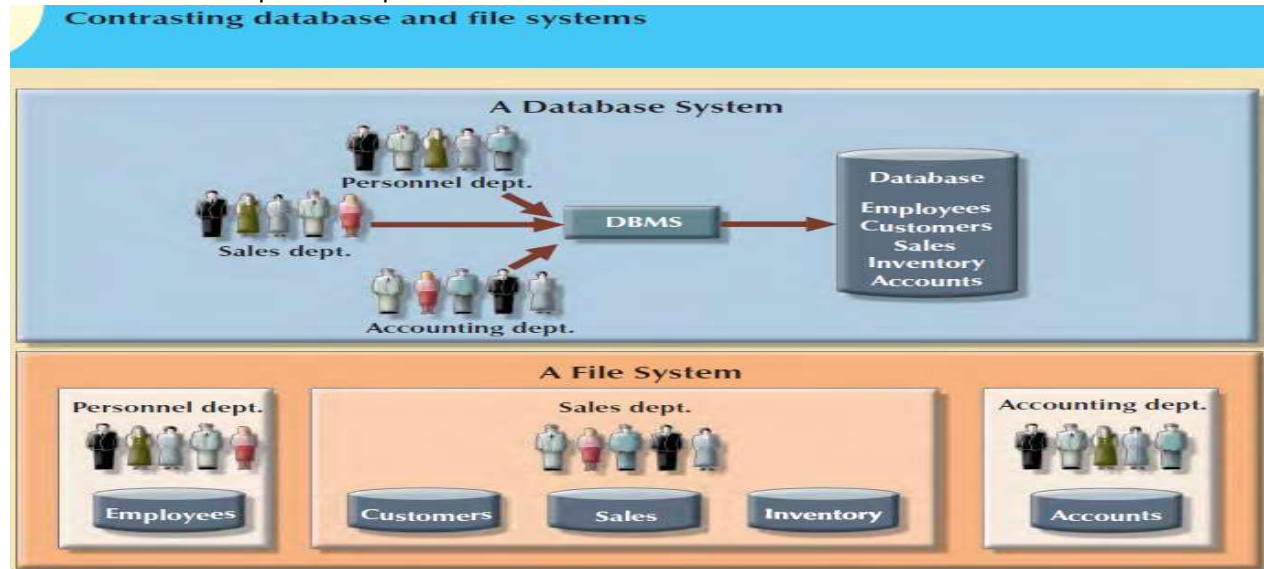 Contrasting database and file systems
A Database System
Personnel dept.
Sales dept.
Accounting dept.
DBMS
Database
Employees
Customers
Sales
Inventory
Accounts
A File System
Personnel dept.
Employees
Sales dept.
Customers
Sales
Inventory
Accounting dept.
Accounts